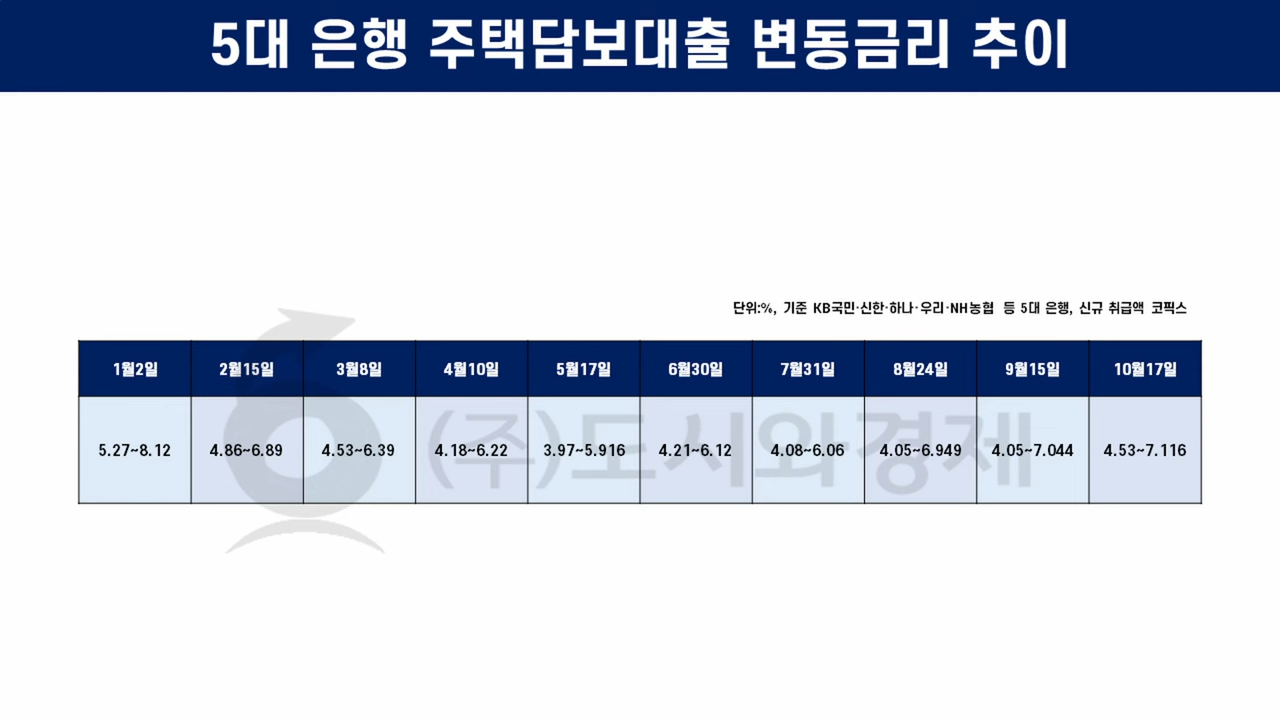 5대 은행 주택담보대출 변동금리 추이
단위:%, 기준 KB국민·신한·하나·우리·NH농협 등 5대 은행, 신규 취급액 코픽스
1월2일 2월15일 3월8일 4월10일 5월17일 6월30일 7월31일 8월24일 9월15일 10월17일
5.27~8.12 4.86~6.89 4.53~6.39 4.18~6.22 3.97~5.916 4.21~6.12 4.08~6.06 4.05~6.949 4.05~7.044 4.53~7.116
(주)도시와경제